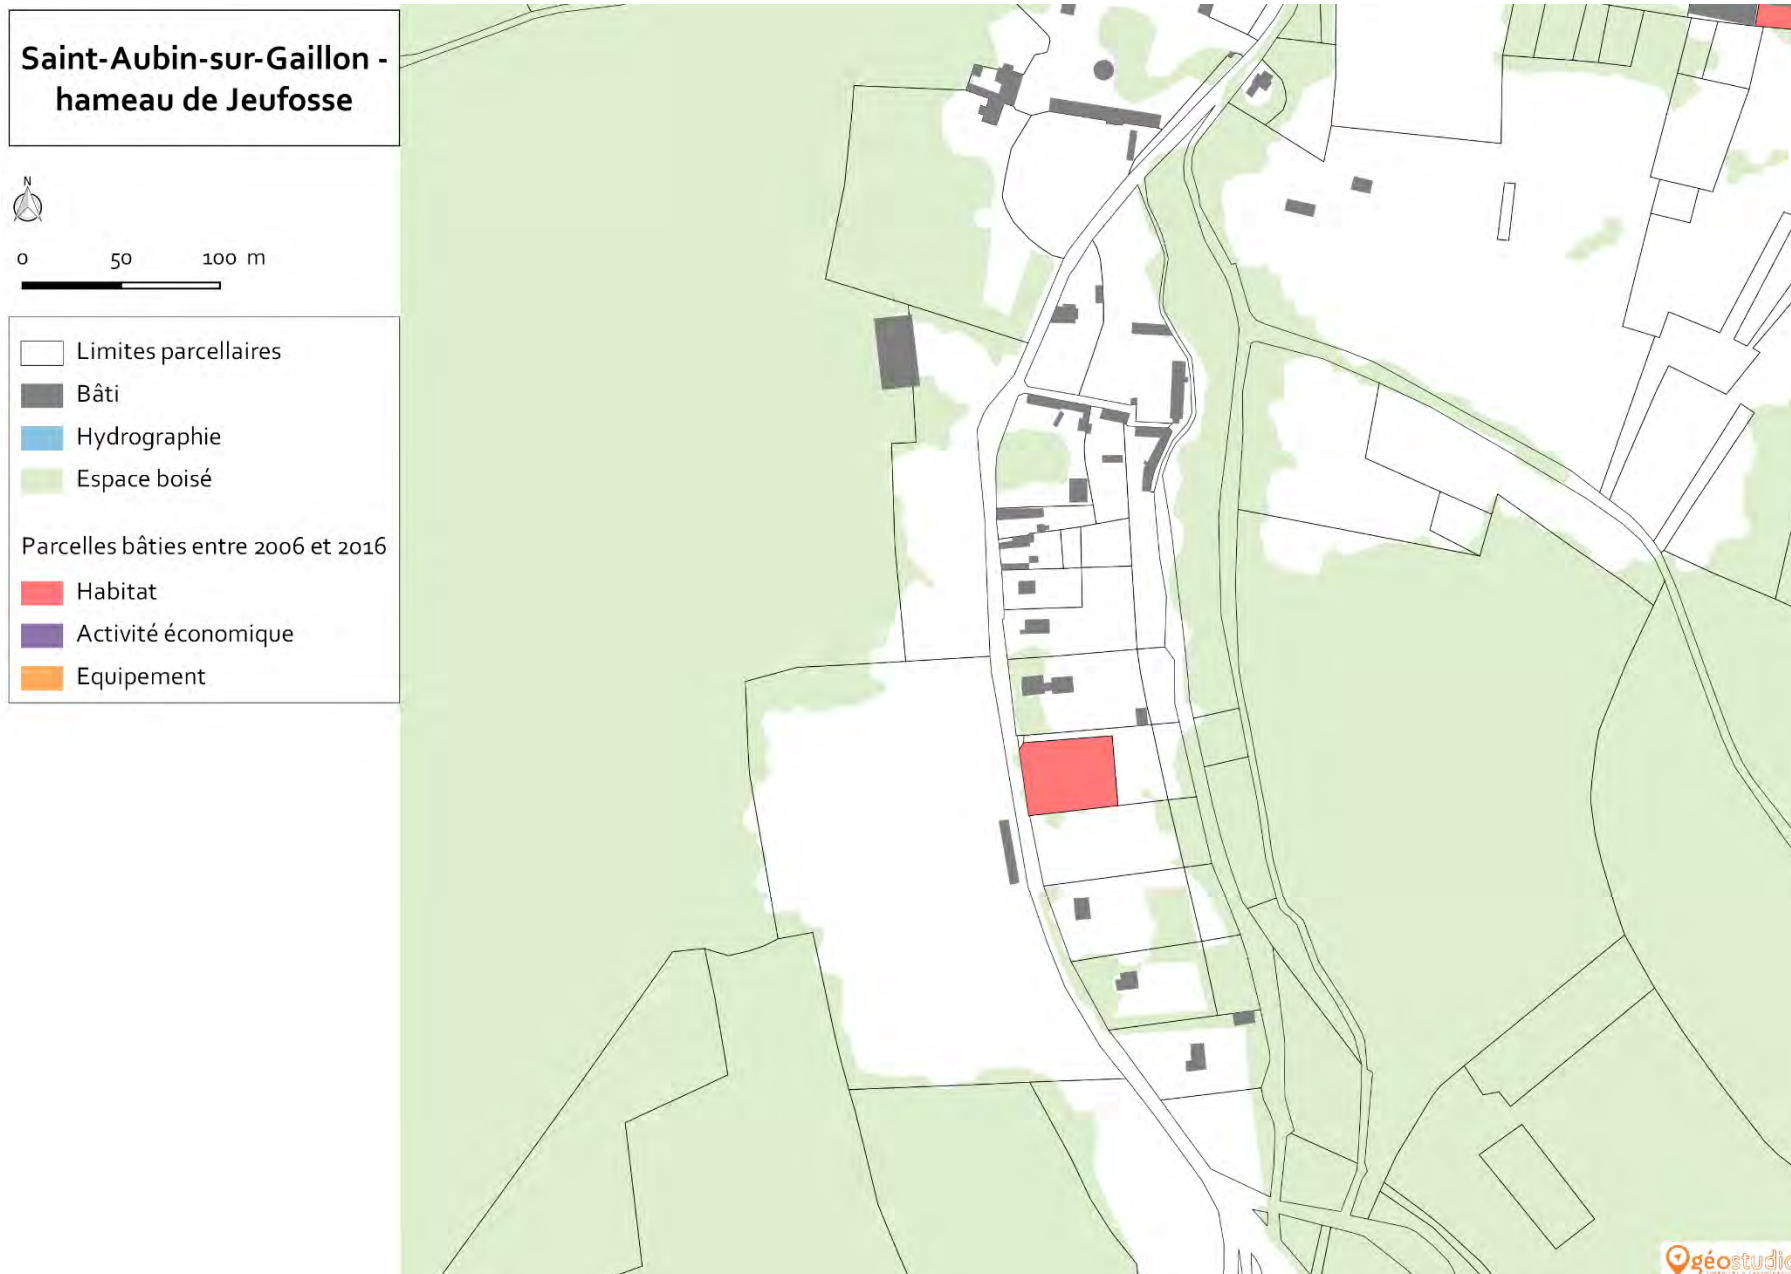 Saint-Aubin-sur-Gaillon -
hameau de Jeufosse
N
0 50 100 m
Limites parcellaires
Bâti
Hydrographie
Espace boisé
Parcelles bâties entre 2006 et 2016
Habitat
Activité économique
Equipement
géostudio